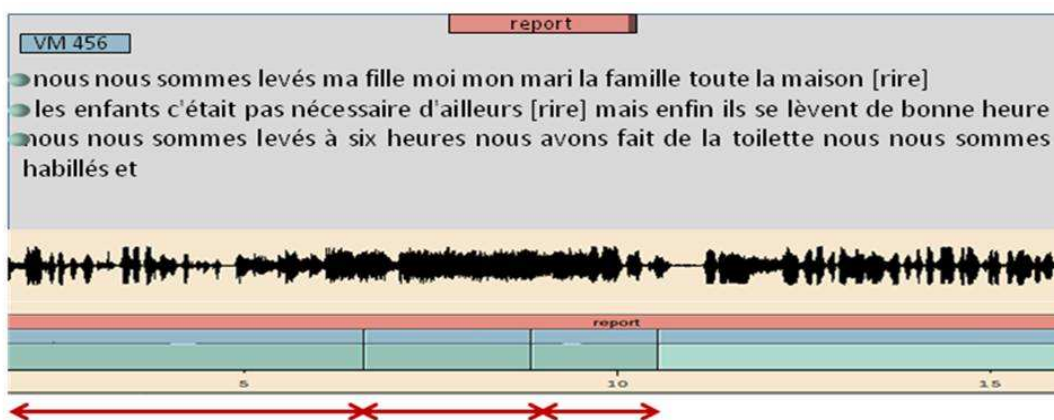 report
VM 456
nous nous sommes levés ma fille moi mon mari la famille toute la maison [rire]
les enfants c'était pas nécessaire d'ailleurs [rire] mais enfin ils se lèvent de bonne heure
nous nous sommes levés à six heures nous avons fait de la toilette nous nous sommes
habillés et
report
5 10 15